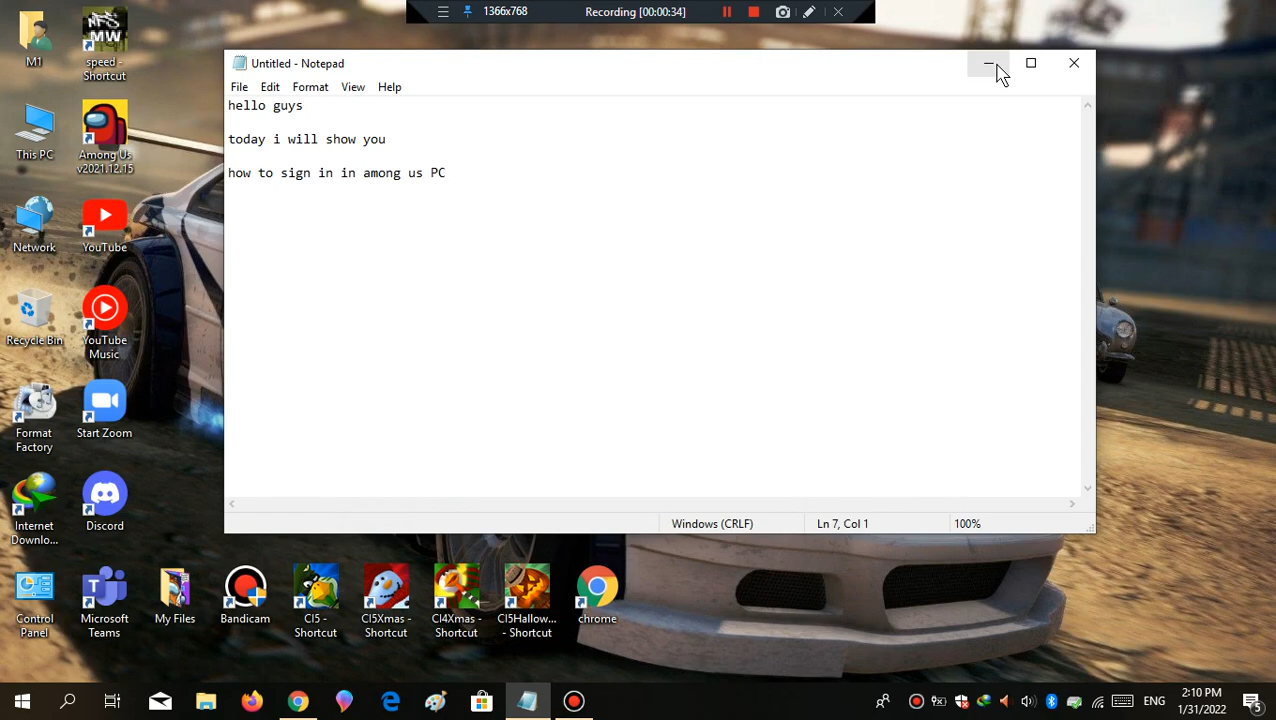 1366x768
Recording [00:00:34]
M1
NFS
MW
speed -
Shortcut
Untitled - Notepad
File Edit Format View Help
hello guys
today i will show you
how to sign in in among us PC
This PC
Among Us
v2021.12.15
Network
YouTube
Recycle Bin
YouTube
Music
Format
Factory
Start Zoom
Internet
Downlo...
Discord
Windows (CRLF)
Ln 7, Col 1
100%
Control
Panel
Microsoft
Teams
My Files
Bandicam
CI5 -
Shortcut
CI5Xmas -
Shortcut
CI4Xmas -
Shortcut
CI5Hallow...
- Shortcut
chrome
ENG
2:10 PM
1/31/2022
5